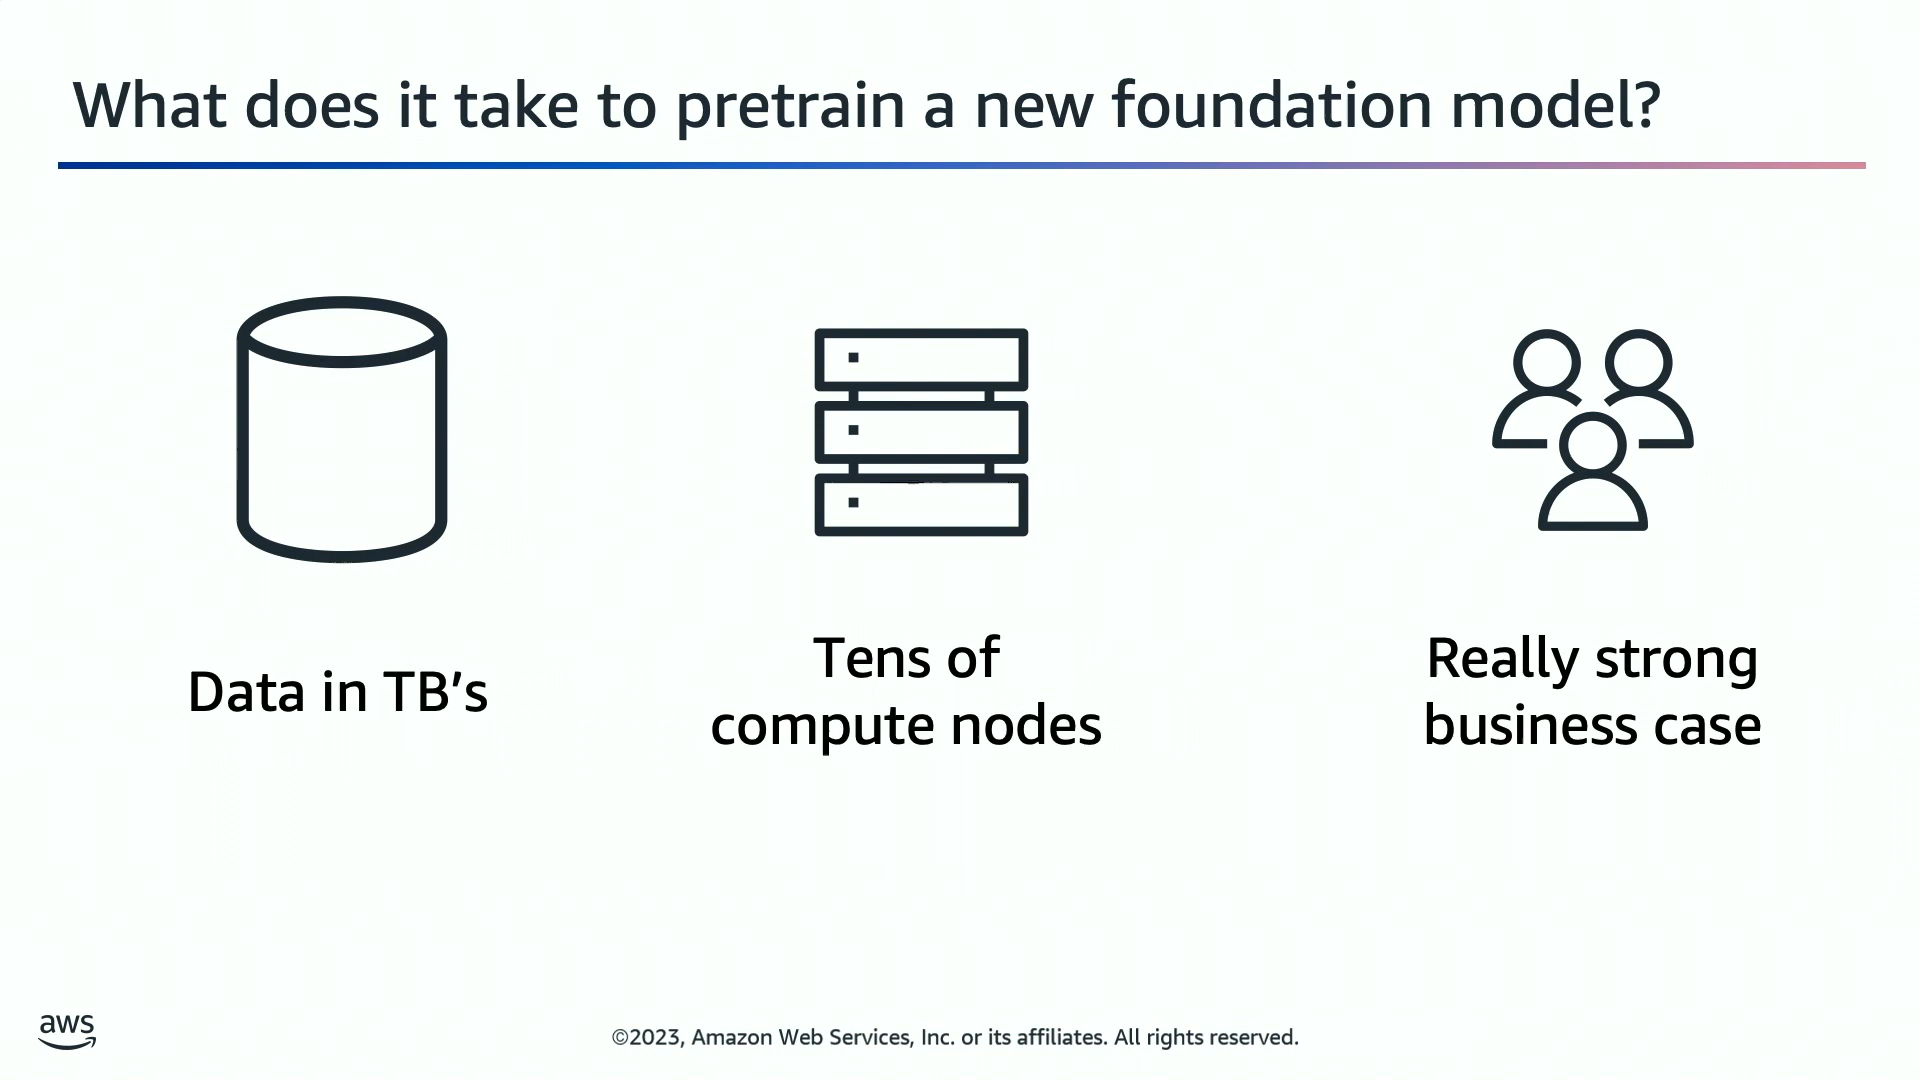 What does it take to pretrain a new foundation model?
Data in TB’s
Tens of
compute nodes
Really strong
business case
aws
©2023, Amazon Web Services, Inc. or its affiliates. All rights reserved.